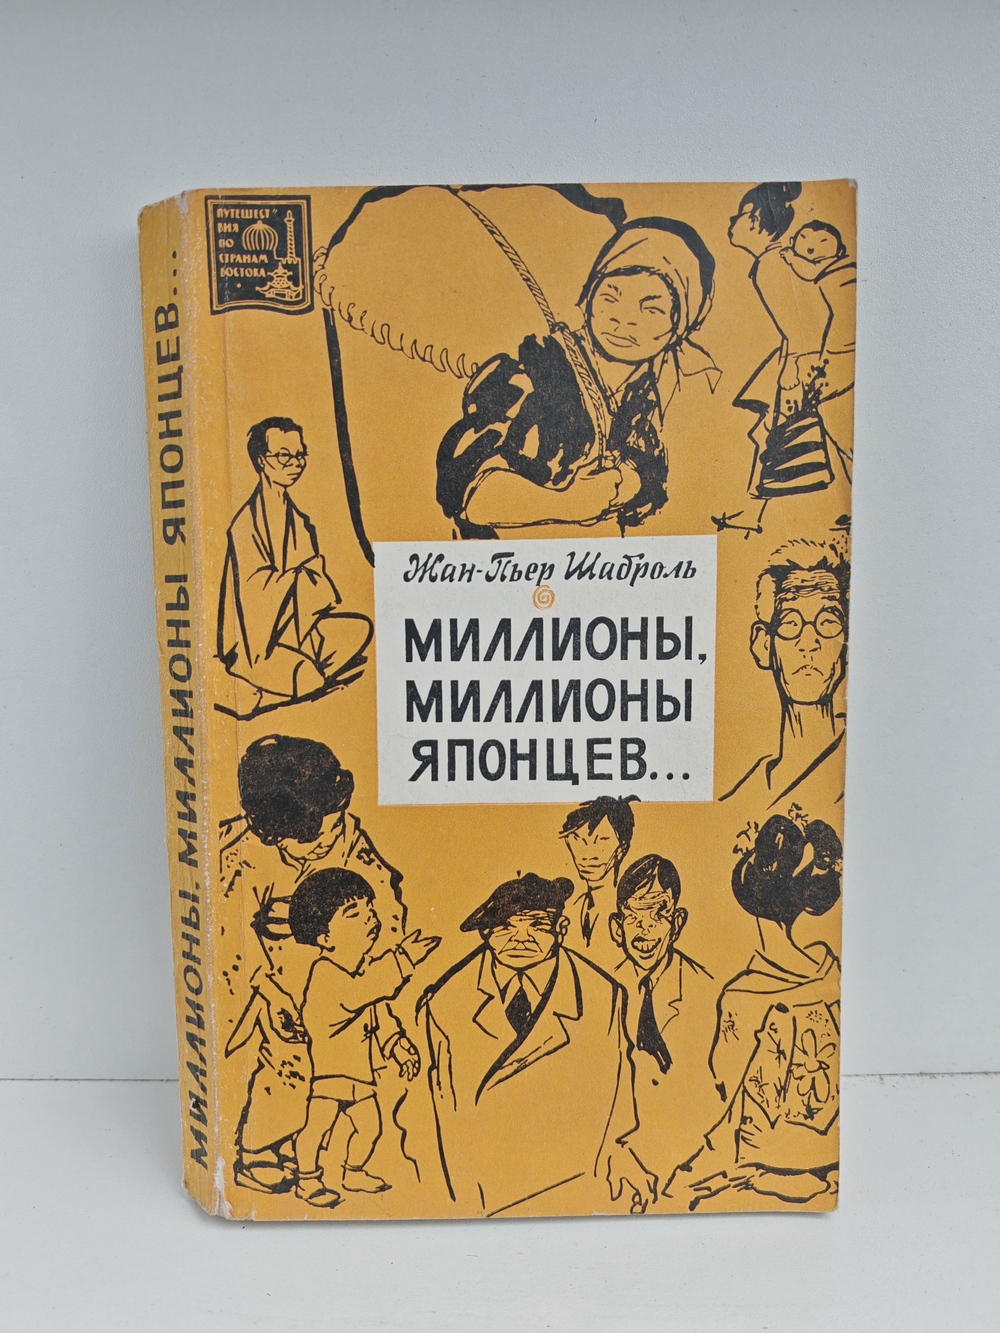 МИЛЛИОНЫ, МИЛЛИОНЫ ЯПОНЦЕВ...
ПУТЕШЕСТ"
ВИЯ
ПО
СТРАНАМ
ВОСТОКА
Жан-Пьер Шаброль
МИЛЛИОНЫ,
МИЛЛИОНЫ
ЯПОНЦЕВ...